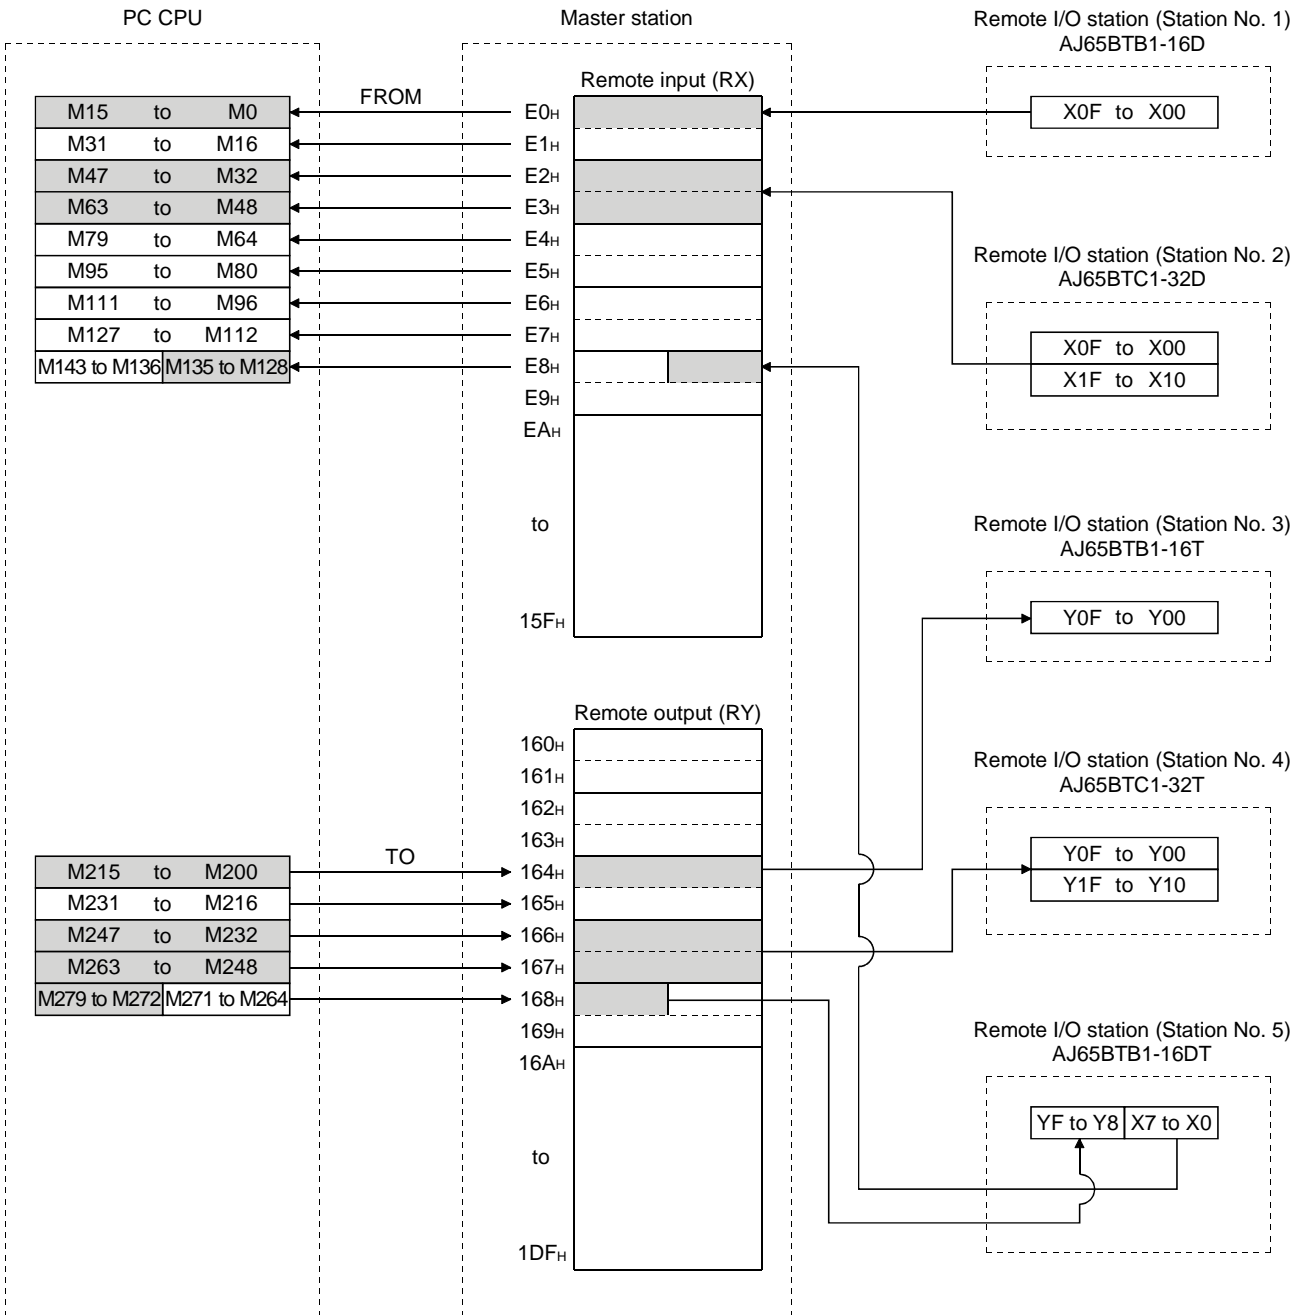 PC CPU
Master station
Remote I/O station (Station No. 1)
AJ65BTB1-16D
Remote input (RX)
FROM
M15 to M0
E0H
X0F to X00
M31 to M16
E1H
M47 to M32
E2H
M63 to M48
E3H
M79 to M64
E4H
M95 to M80
E5H
M111 to M96
E6H
M127 to M112
E7H
M143 to M136
M135 to M128
E8H
E9H
EAH
to
15FH
Remote I/O station (Station No. 2)
AJ65BTC1-32D
X0F to X00
X1F to X10
Remote I/O station (Station No. 3)
AJ65BTB1-16T
Y0F to Y00
Remote output (RY)
160H
161H
162H
163H
TO
M215 to M200
164H
M231 to M216
165H
M247 to M232
166H
M263 to M248
167H
M279 to M272
M271 to M264
168H
169H
16AH
to
1DFH
Remote I/O station (Station No. 4)
AJ65BTC1-32T
Y0F to Y00
Y1F to Y10
Remote I/O station (Station No. 5)
AJ65BTB1-16DT
YF to Y8
X7 to X0